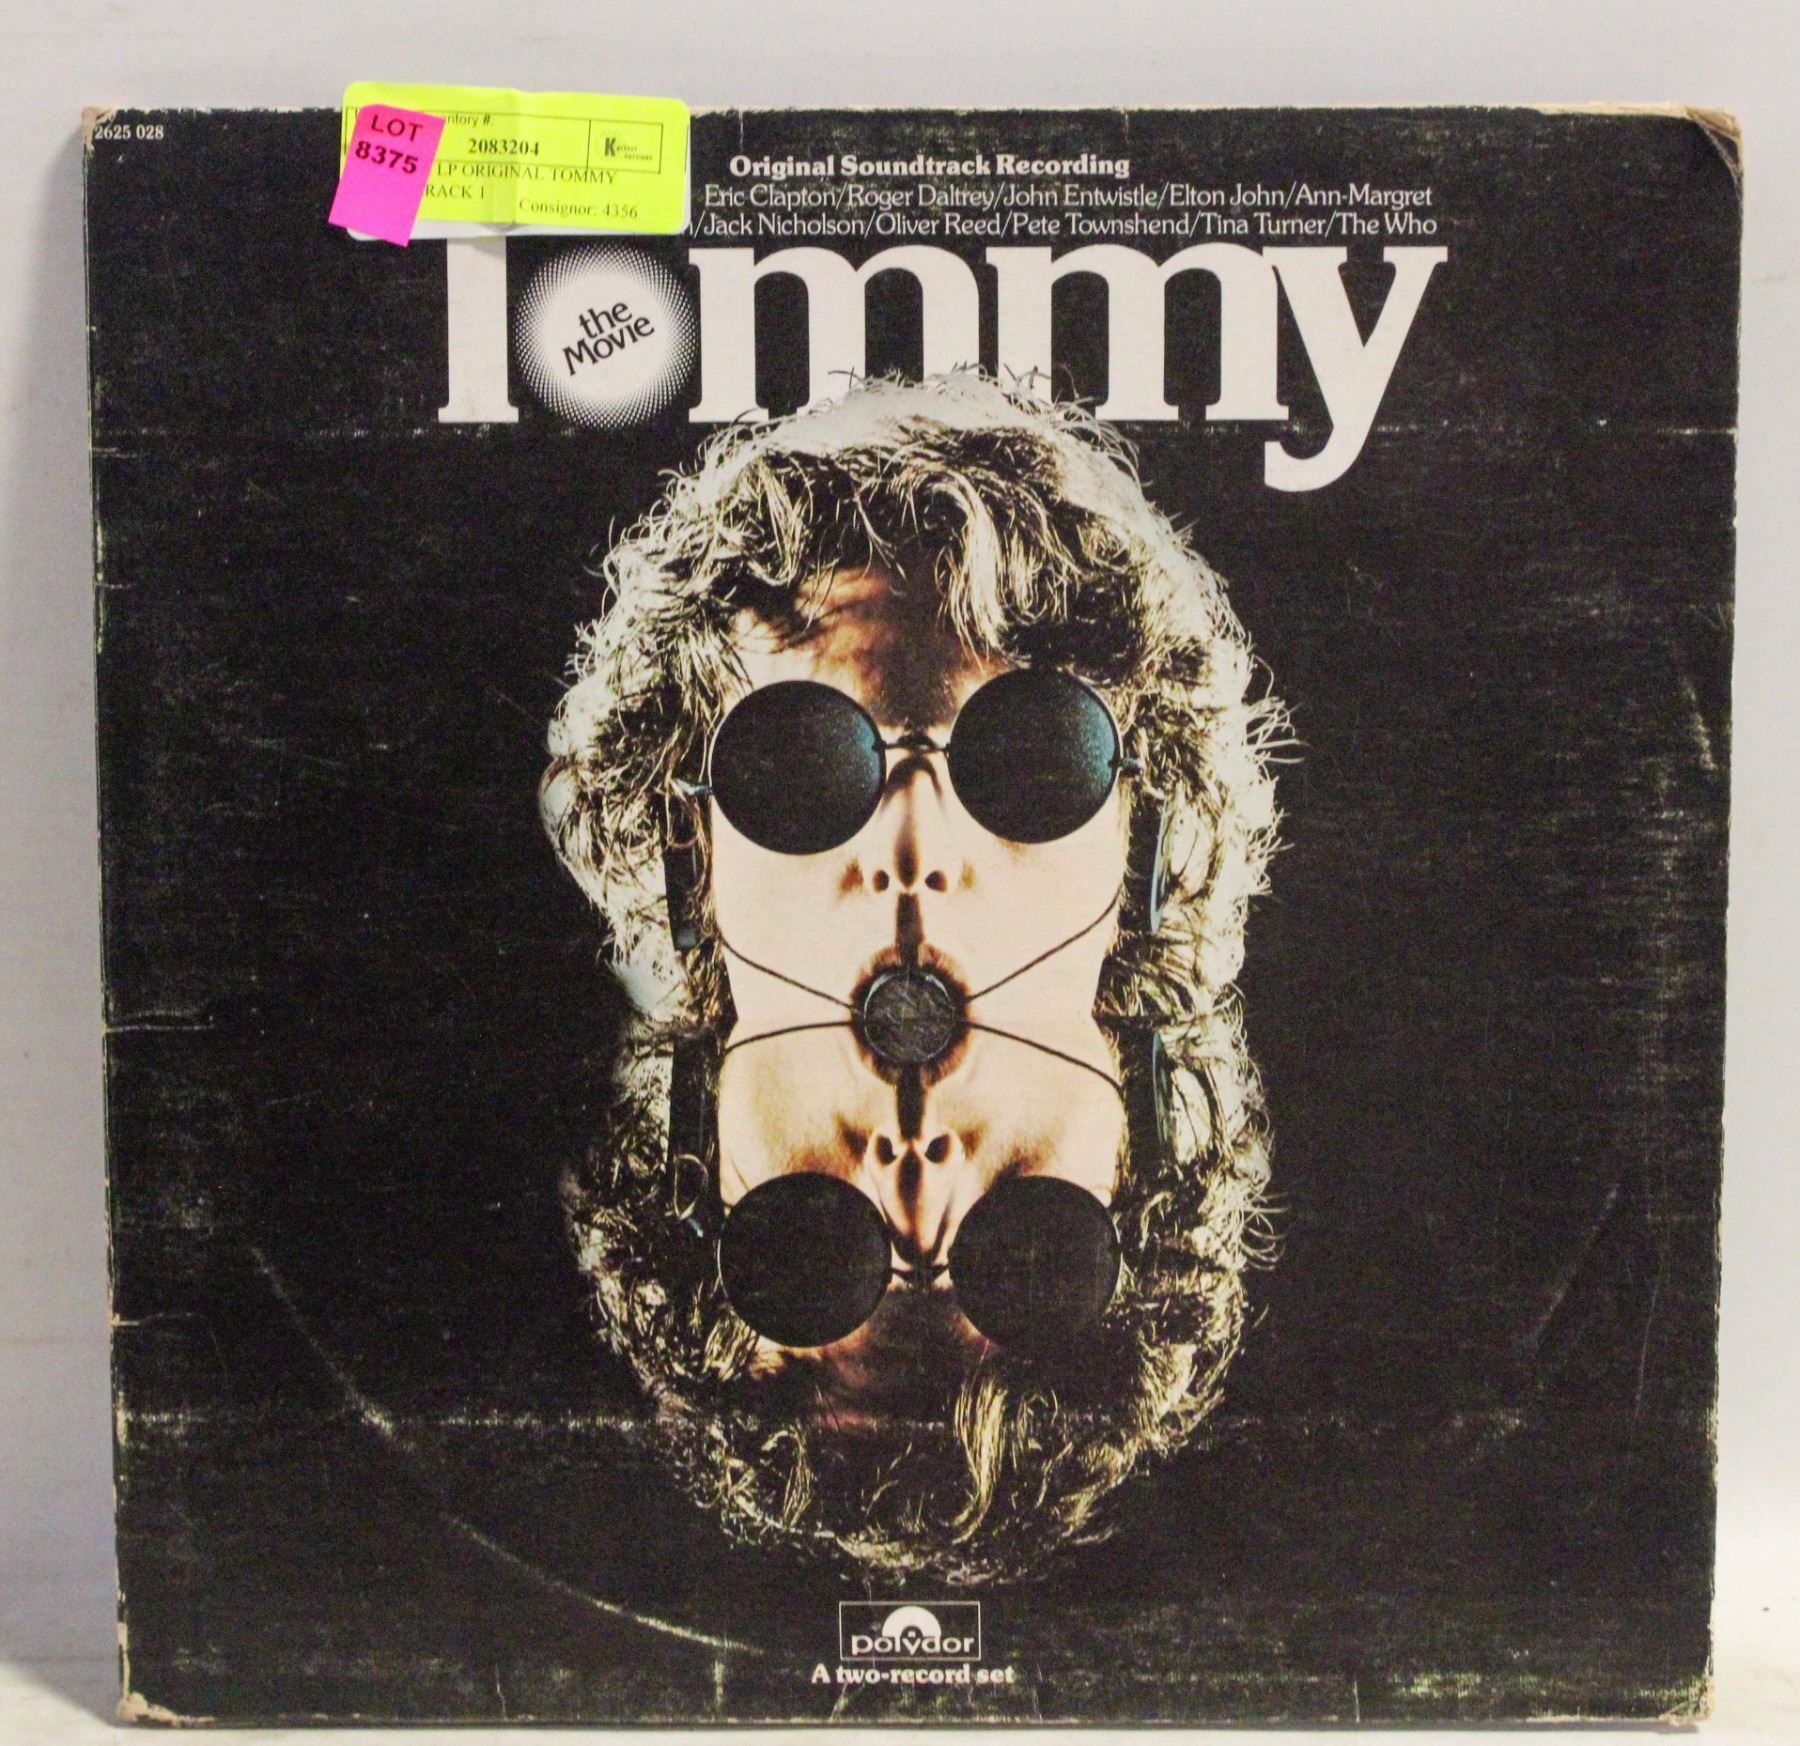 2625 028
LOT
8375
ntory #
2083204
LP ORIGINAL TOMMY
RACK 1
Consignor: 4356
Original Soundtrack Recording
Eric Clapton/Roger Daltrey/John Entwistle/Elton John/Ann-Margret
/Jack Nicholson/Oliver Reed/Pete Townshend/Tina Turner/The Who
Tommy
the
Movie
polydor
A two-record set